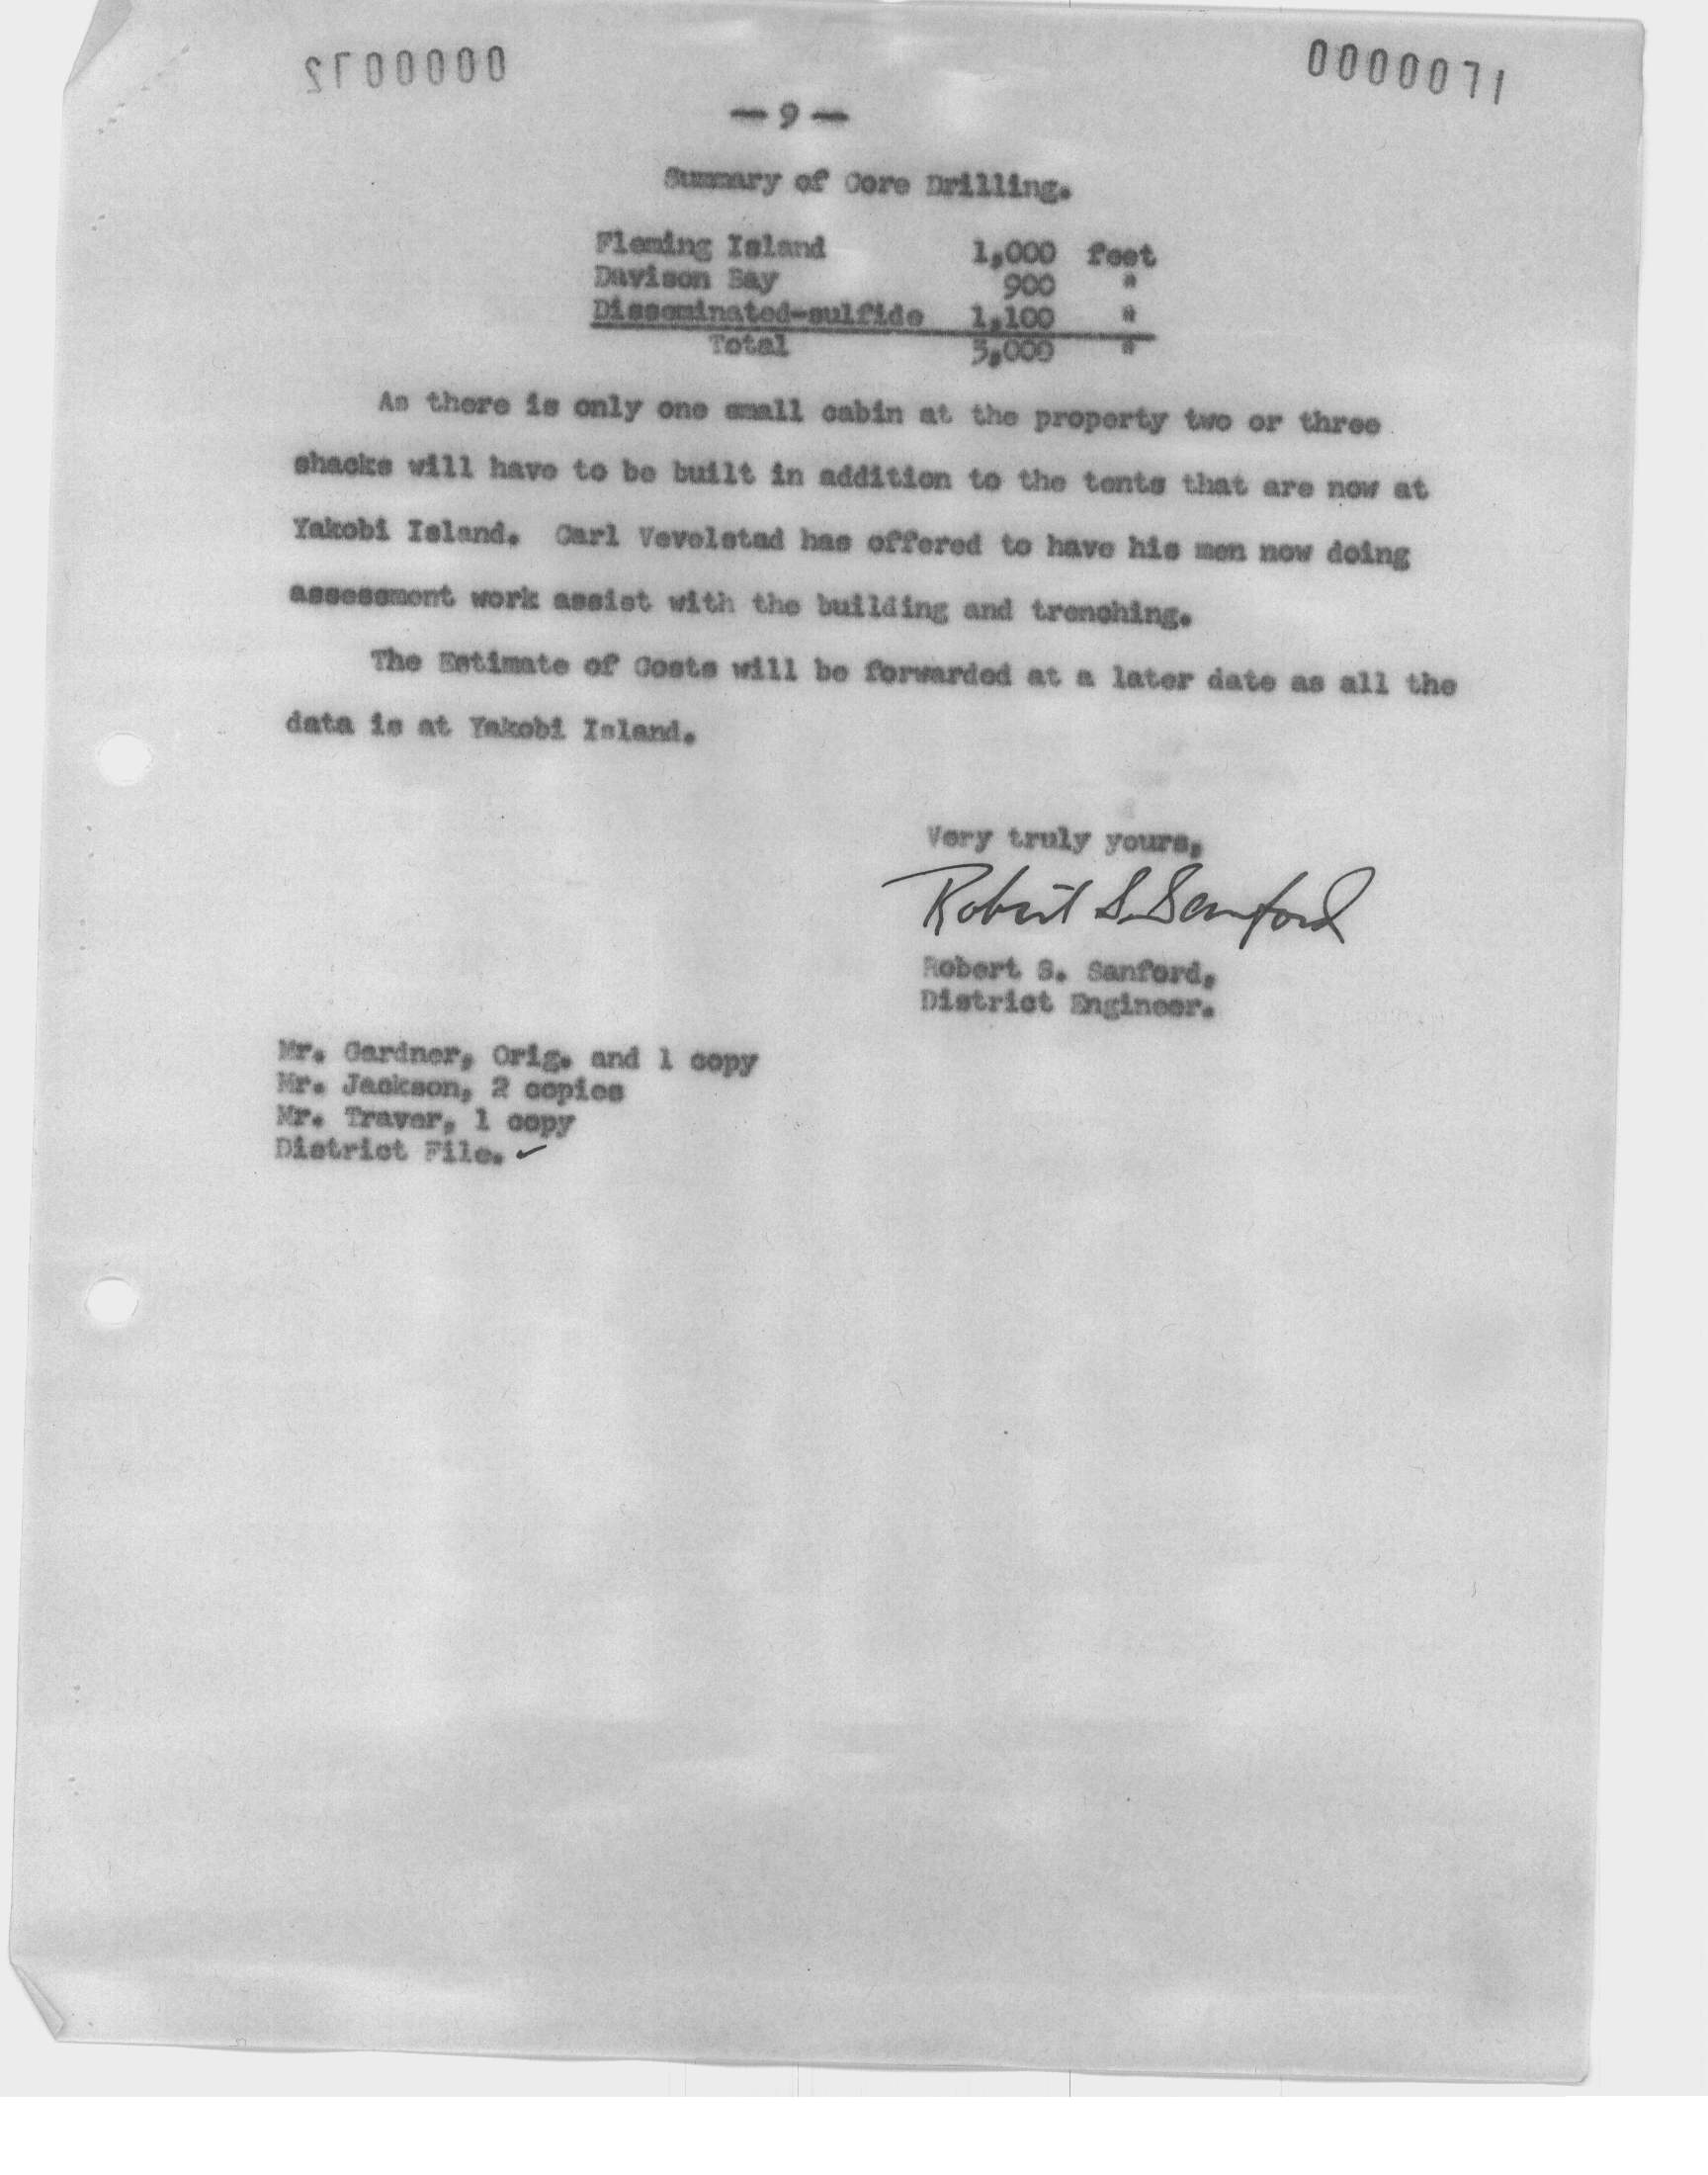 0000071
— 9 —
Summary of Core Drilling.
Fleming Island 1,000 feet
Davison Bay 900 "
Disseminated-sulfide 1,100 "
Total 3,000 "
As there is only one small cabin at the property two or three
shacks will have to be built in addition to the tents that are now at
Yakobi Island. Carl Vevelstad has offered to have his men now doing
assessment work assist with the building and trenching.
The Estimate of Costs will be forwarded at a later date as all the
data is at Yakobi Island.
Very truly yours,
Robert S. Sanford
Robert S. Sanford,
District Engineer.
Mr. Gardner, Orig. and 1 copy
Mr. Jackson, 2 copies
Mr. Traver, 1 copy
District File. ✓